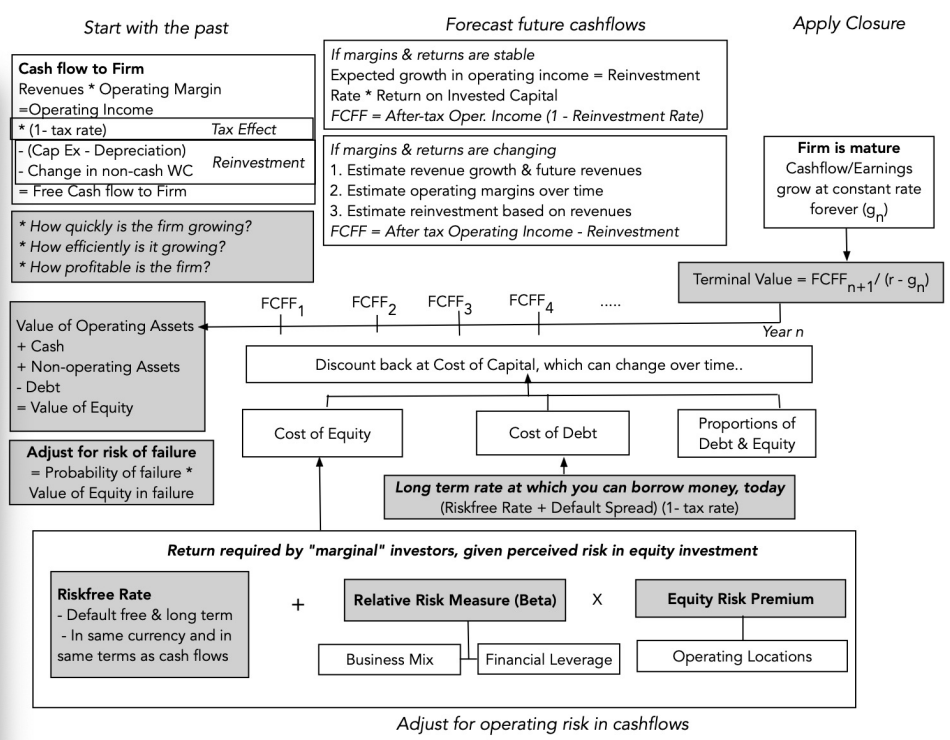 Start with the past
Forecast future cashflows
Apply Closure
Cash flow to Firm
Revenues * Operating Margin
=Operating Income
* (1- tax rate) Tax Effect
- (Cap Ex - Depreciation)
Reinvestment
- Change in non-cash WC
= Free Cash flow to Firm
* How quickly is the firm growing?
* How efficiently is it growing?
* How profitable is the firm?
If margins & returns are stable
Expected growth in operating income = Reinvestment
Rate * Return on Invested Capital
FCFF = After-tax Oper. Income (1 - Reinvestment Rate)
If margins & returns are changing
1. Estimate revenue growth & future revenues
2. Estimate operating margins over time
3. Estimate reinvestment based on revenues
FCFF = After tax Operating Income - Reinvestment
Firm is mature
Cashflow/Earnings
grow at constant rate
forever (gn)
Terminal Value = FCFFn+1/ (r - gn)
FCFF1 FCFF2 FCFF3 FCFF4 .....
Year n
Value of Operating Assets
+ Cash
+ Non-operating Assets
- Debt
= Value of Equity
Discount back at Cost of Capital, which can change over time..
Cost of Equity
Cost of Debt
Proportions of
Debt & Equity
Adjust for risk of failure
= Probability of failure *
Value of Equity in failure
Long term rate at which you can borrow money, today
(Riskfree Rate + Default Spread) (1- tax rate)
Return required by "marginal" investors, given perceived risk in equity investment
Riskfree Rate
- Default free & long term
- In same currency and in
same terms as cash flows
+
Relative Risk Measure (Beta)
X
Equity Risk Premium
Business Mix
Financial Leverage
Operating Locations
Adjust for operating risk in cashflows